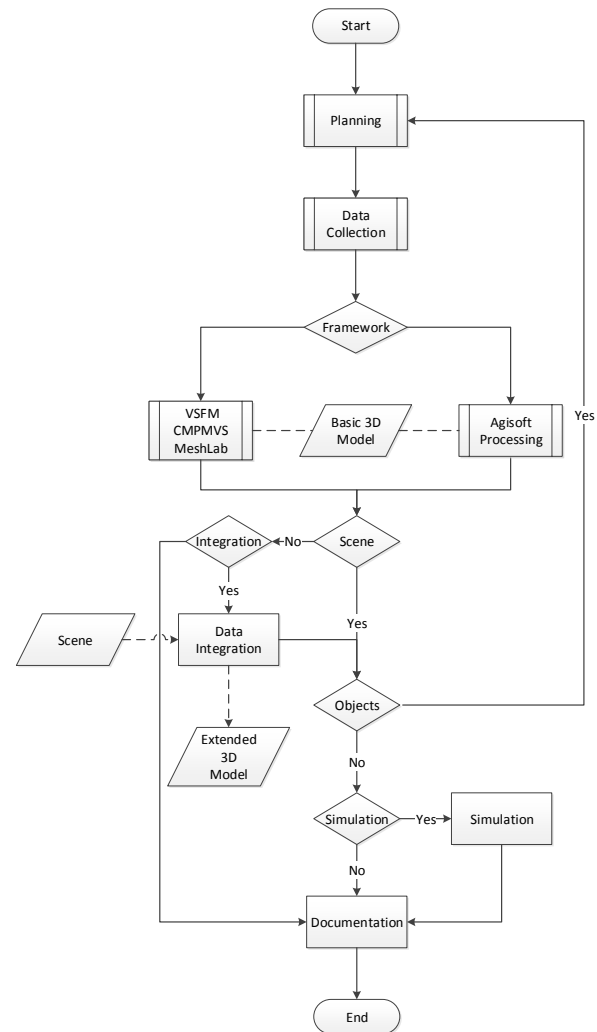 Start
Planning
Data
Collection
Framework
VSFM
CMPMVS
MeshLab
Basic 3D
Model
Agisoft
Processing
Yes
Integration
No
Scene
Yes
Yes
Scene
Data
Integration
Objects
Extended
3D
Model
No
Simulation
Yes
Simulation
No
Documentation
End